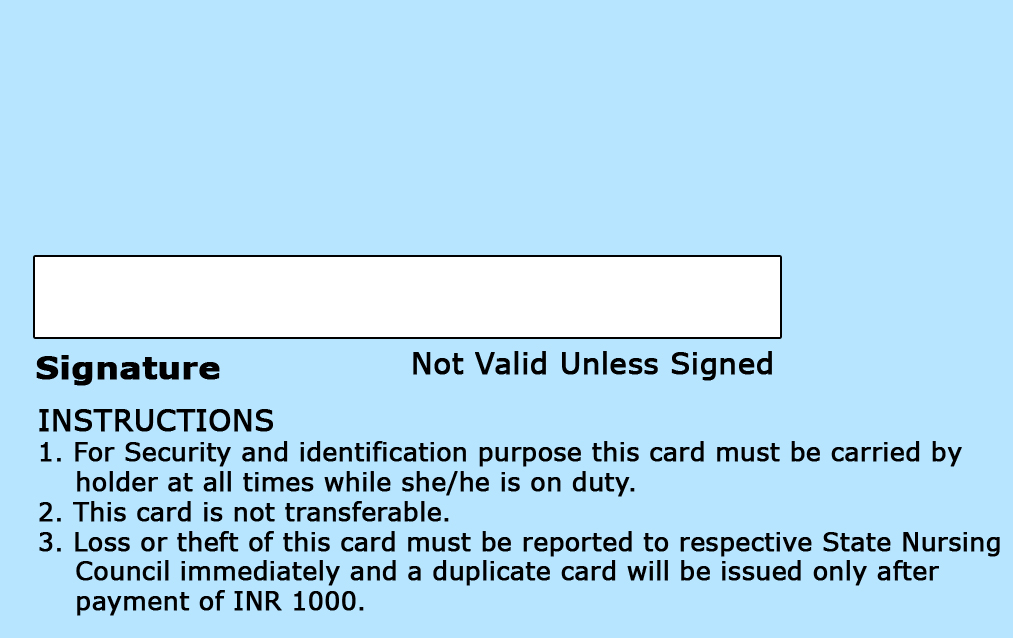 Signature
Not Valid Unless Signed
INSTRUCTIONS
1. For Security and identification purpose this card must be carried by
holder at all times while she/he is on duty.
2. This card is not transferable.
3. Loss or theft of this card must be reported to respective State Nursing
Council immediately and a duplicate card will be issued only after
payment of INR 1000.